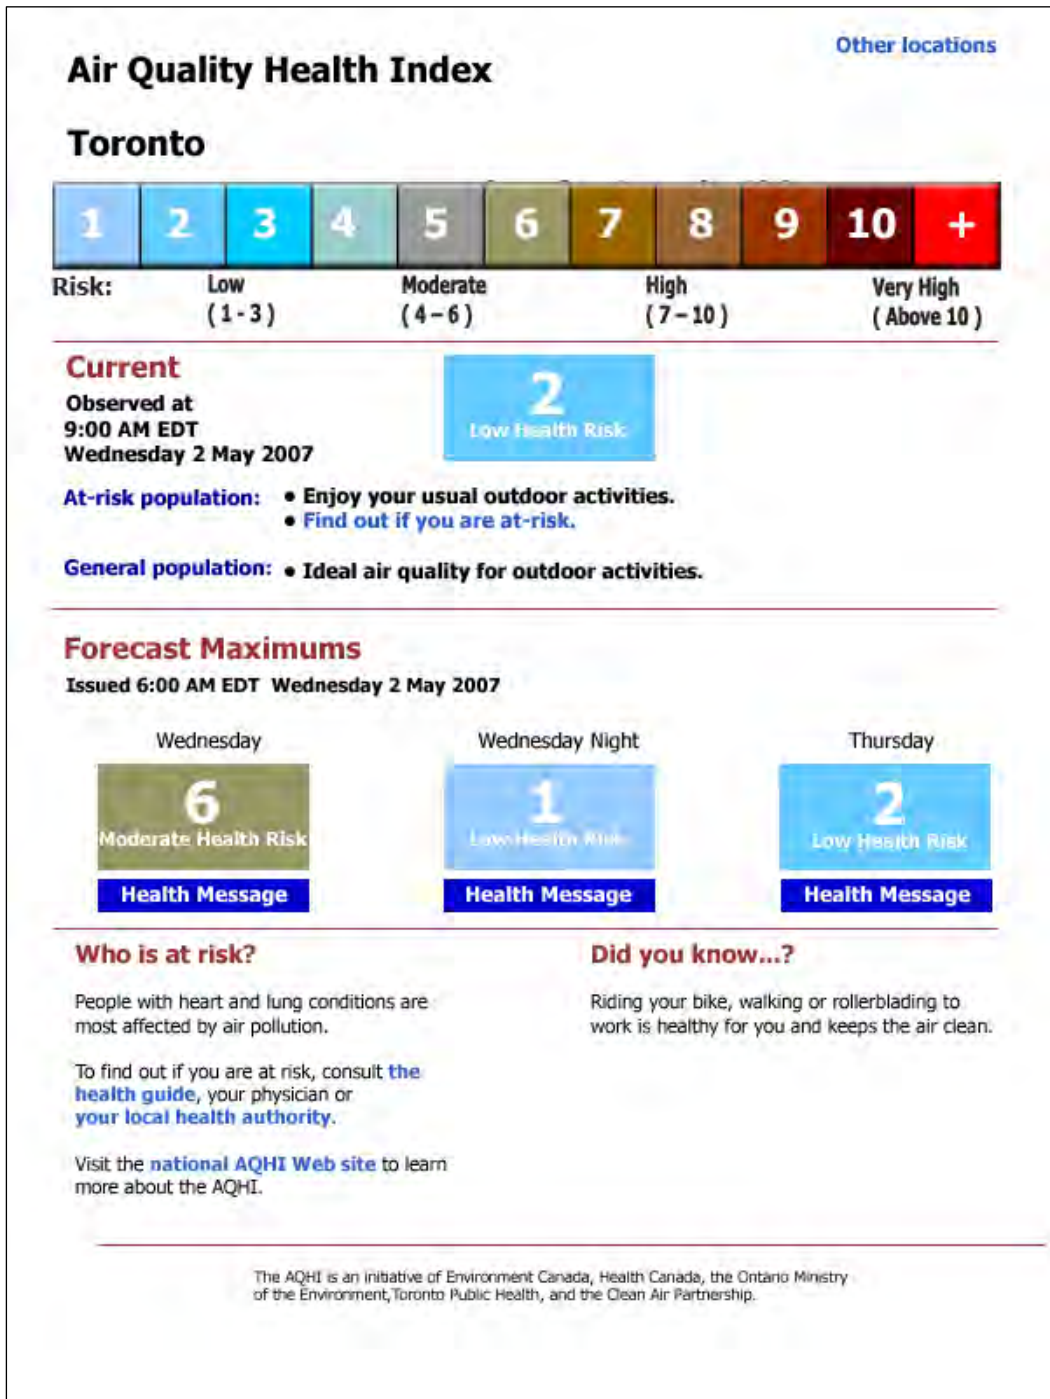 Other locations
Air Quality Health Index
Toronto
1 2 3 4 5 6 7 8 9 10 +
Risk: Low Moderate High Very High
( 1 - 3 ) ( 4 – 6 ) ( 7 – 10 ) ( Above 10 )
Current
Observed at
9:00 AM EDT
Wednesday 2 May 2007
2
Low Health Risk
At-risk population: • Enjoy your usual outdoor activities.
• Find out if you are at-risk.
General population: • Ideal air quality for outdoor activities.
Forecast Maximums
Issued 6:00 AM EDT Wednesday 2 May 2007
Wednesday Wednesday Night Thursday
6 1 2
Moderate Health Risk Low Health Risk Low Health Risk
Health Message Health Message Health Message
Who is at risk?
People with heart and lung conditions are
most affected by air pollution.
To find out if you are at risk, consult the
health guide, your physician or
your local health authority.
Visit the national AQHI Web site to learn
more about the AQHI.
Did you know...?
Riding your bike, walking or rollerblading to
work is healthy for you and keeps the air clean.
The AQHI is an initiative of Environment Canada, Health Canada, the Ontario Ministry
of the Environment,Toronto Public Health, and the Clean Air Partnership.